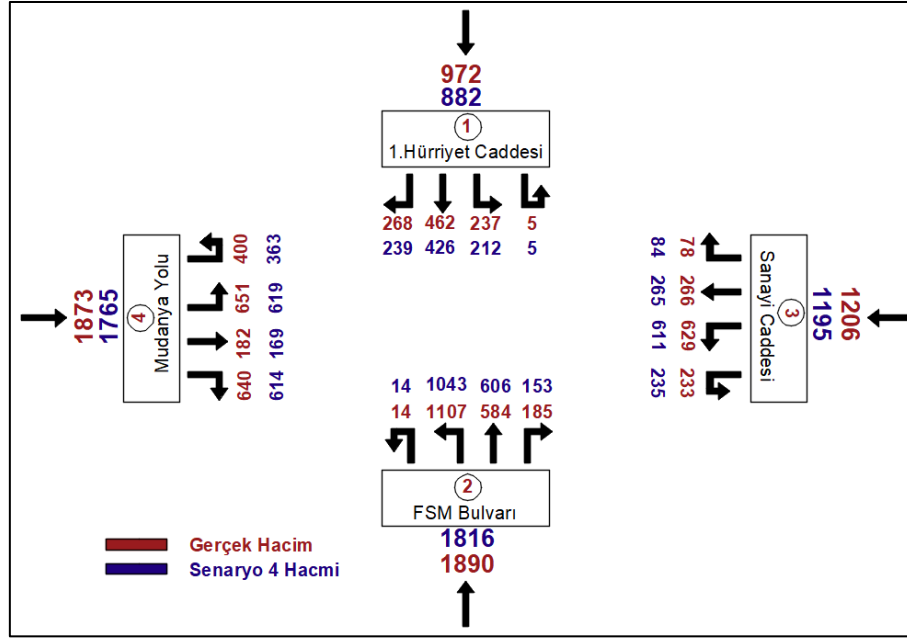 972
882
1
1.Hürriyet Caddesi
268 462 237 5
239 426 212 5
1873
1765
4
Mudanya Yolu
400 363
651 619
182 169
640 614
84 78
265 266
611 629
235 233
Sanayi Caddesi
3
1195
1206
14 1043 606 153
14 1107 584 185
2
FSM Bulvarı
1816
1890
Gerçek Hacim
Senaryo 4 Hacmi